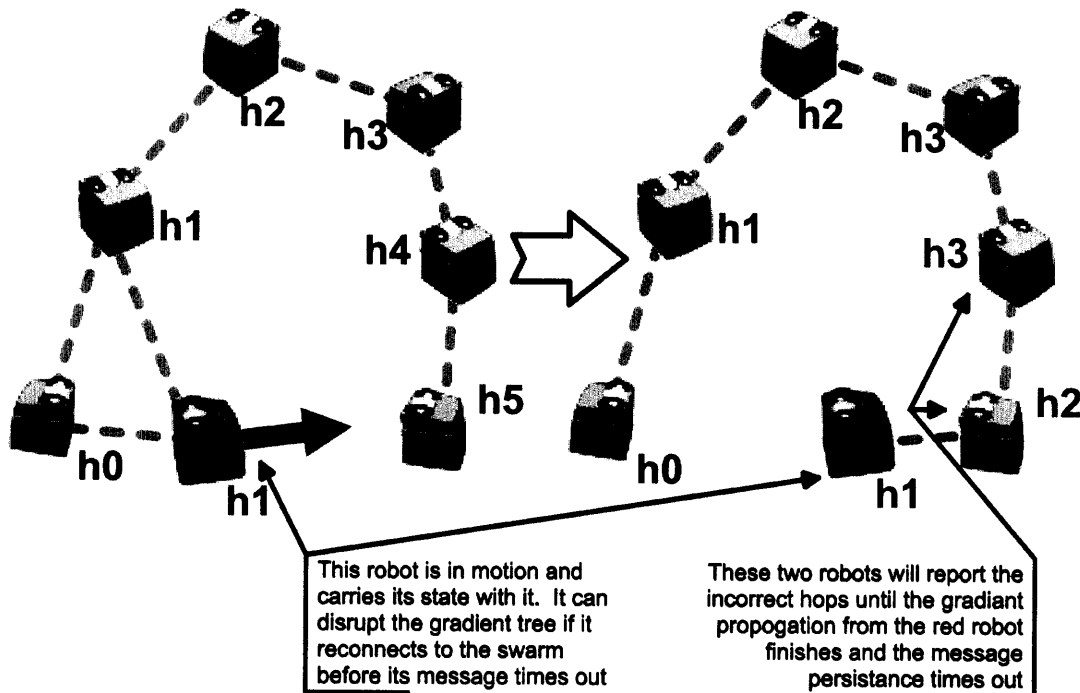 h2
h3
h1
h4
h5
h0
h1
h2
h3
h1
h3
h2
h0
h1
This robot is in motion and
carries its state with it. It can
disrupt the gradient tree if it
reconnects to the swarm
before its message times out
These two robots will report the
incorrect hops until the gradiant
propogation from the red robot
finishes and the message
persistance times out